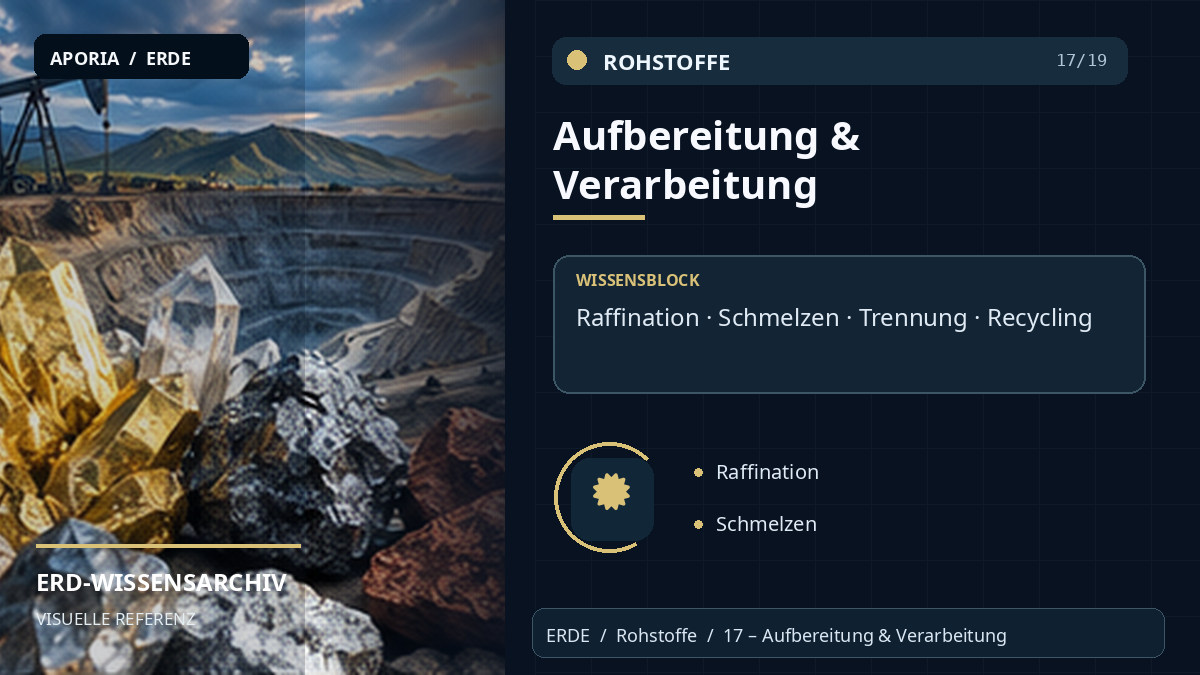 APORIA / ERDE
ERD-WISSENSARCHIV
VISUELLE REFERENZ
ROHSTOFFE
17/19
Aufbereitung &
Verarbeitung
WISSENSBLOCK
Raffination · Schmelzen · Trennung · Recycling
Raffination
Schmelzen
ERDE / Rohstoffe / 17 – Aufbereitung & Verarbeitung